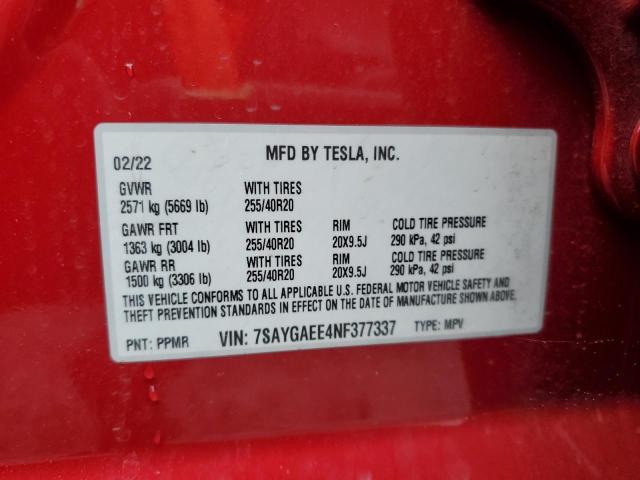 02/22 MFD BY TESLA, INC.
GVWR WITH TIRES
2571 kg (5669 lb) 255/40R20
GAWR FRT WITH TIRES RIM COLD TIRE PRESSURE
1363 kg (3004 lb) 255/40R20 20X9.5J 290 kPa, 42 psi
GAWR RR WITH TIRES RIM COLD TIRE PRESSURE
1500 kg (3306 lb) 255/40R20 20X9.5J 290 kPa, 42 psi
THIS VEHICLE CONFORMS TO ALL APPLICABLE U.S. FEDERAL MOTOR VEHICLE SAFETY AND
THEFT PREVENTION STANDARDS IN EFFECT ON THE DATE OF MANUFACTURE SHOWN ABOVE.
PNT: PPMR VIN: 7SAYGAEE4NF377337 TYPE: MPV